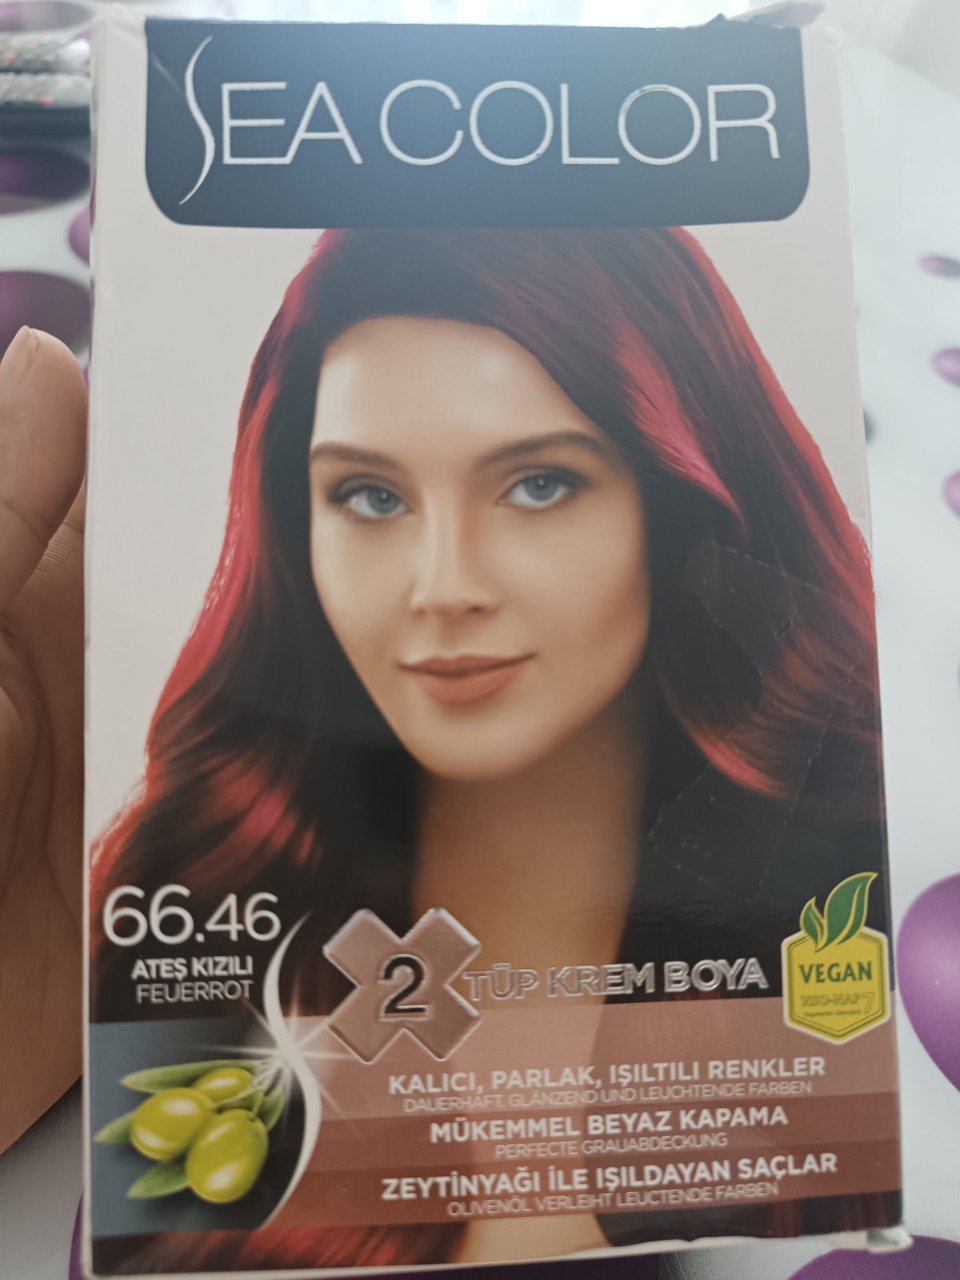 SEA COLOR
66.46
ATEŞ KIZILI
FEUERROT
2
TÜP KREM BOYA
VEGAN
KALICI, PARLAK, IŞILTILI RENKLER
DAUERHAFT, GLÄNZEND UND LEUCHTENDE FARBEN
MÜKEMMEL BEYAZ KAPAMA
PERFECTE GRAUABDECKUNG
ZEYTİNYAĞI İLE IŞILDAYAN SAÇLAR
OLIVENÖL VERLEIHT LEUCTENDE FARBEN